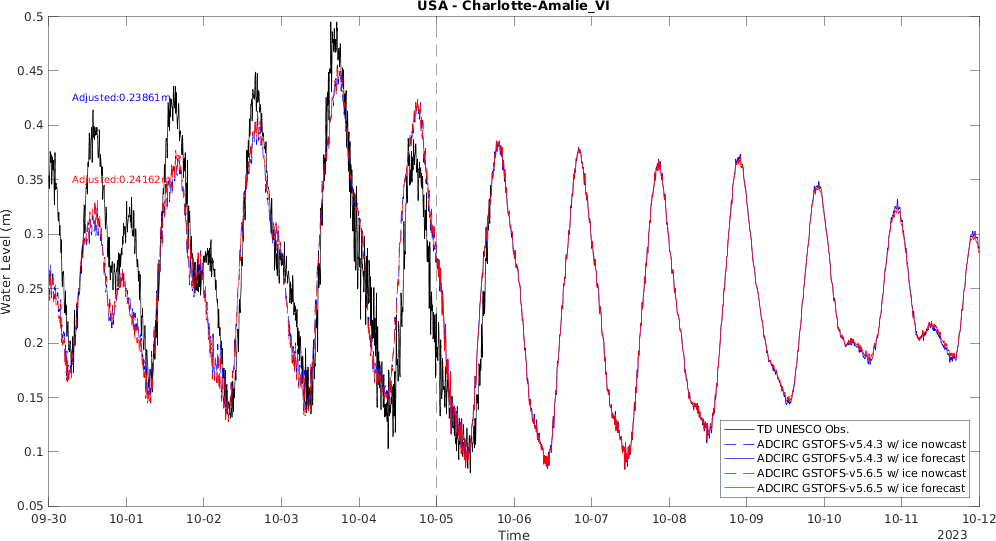 USA - Charlotte-Amalie_VI
0.5
0.45
0.4
0.35
0.3
0.25
0.2
0.15
0.1
0.05
Water Level (m)
Adjusted:0.23861m
Adjusted:0.24162m
TD UNESCO Obs.
ADCIRC GSTOFS-v5.4.3 w/ ice nowcast
ADCIRC GSTOFS-v5.4.3 w/ ice forecast
ADCIRC GSTOFS-v5.6.5 w/ ice nowcast
ADCIRC GSTOFS-v5.6.5 w/ ice forecast
09-30 10-01 10-02 10-03 10-04 10-05 10-06 10-07 10-08 10-09 10-10 10-11 10-12
Time
2023